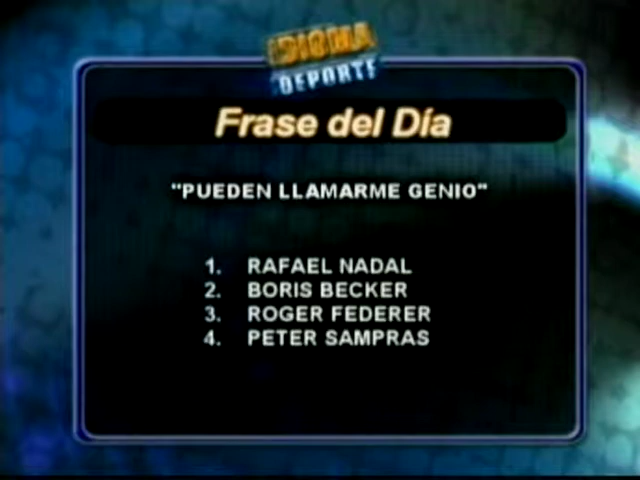 IDIOMA
DEPORTE
Frase del Día
"PUEDEN LLAMARME GENIO"
1. RAFAEL NADAL
2. BORIS BECKER
3. ROGER FEDERER
4. PETER SAMPRAS